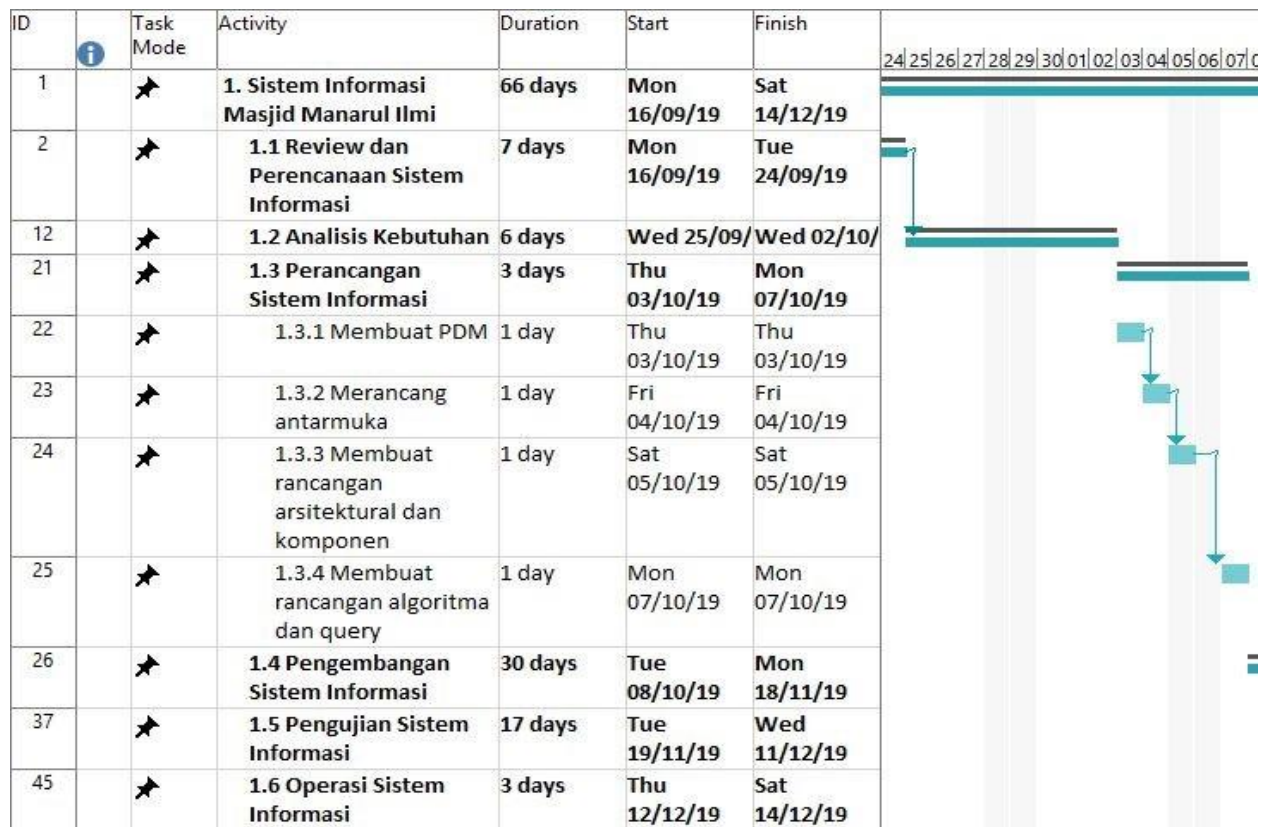 ID Task Activity Duration Start Finish
Mode
24 25 26 27 28 29 30 01 02 03 04 05 06 07
1 1. Sistem Informasi 66 days Mon Sat
Masjid Manarul Ilmi 16/09/19 14/12/19
2 1.1 Review dan 7 days Mon Tue
Perencanaan Sistem 16/09/19 24/09/19
Informasi
12 1.2 Analisis Kebutuhan 6 days Wed 25/09/ Wed 02/10/
21 1.3 Perancangan 3 days Thu Mon
Sistem Informasi 03/10/19 07/10/19
22 1.3.1 Membuat PDM 1 day Thu Thu
03/10/19 03/10/19
23 1.3.2 Merancang 1 day Fri Fri
antarmuka 04/10/19 04/10/19
24 1.3.3 Membuat 1 day Sat Sat
rancangan 05/10/19 05/10/19
arsitektural dan
komponen
25 1.3.4 Membuat 1 day Mon Mon
rancangan algoritma 07/10/19 07/10/19
dan query
26 1.4 Pengembangan 30 days Tue Mon
Sistem Informasi 08/10/19 18/11/19
37 1.5 Pengujian Sistem 17 days Tue Wed
Informasi 19/11/19 11/12/19
45 1.6 Operasi Sistem 3 days Thu Sat
Informasi 12/12/19 14/12/19